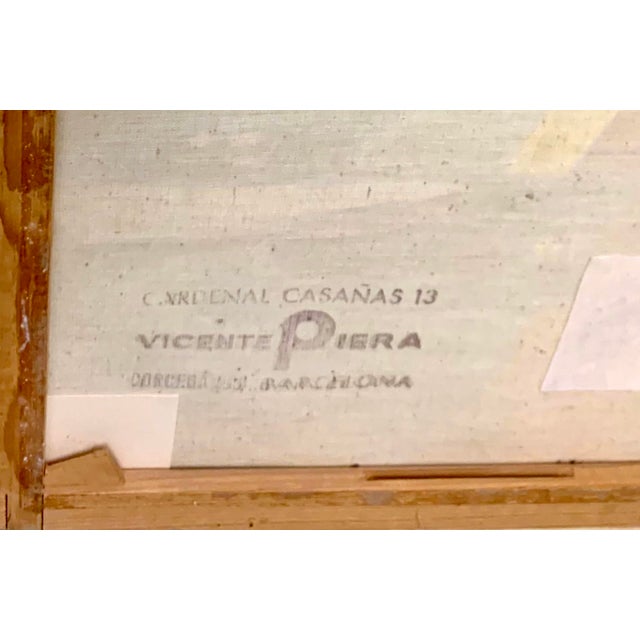 CARDENAL CASAÑAS 13
VICENTE PIERA
BARCELONA